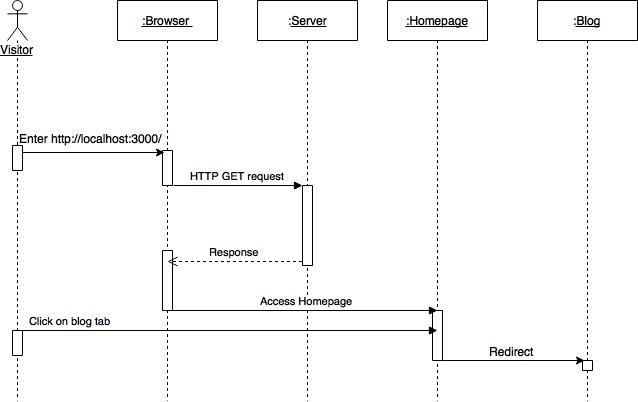 :Browser
:Server
:Homepage
:Blog
Visitor
Enter http://localhost:3000/
HTTP GET request
Response
Access Homepage
Click on blog tab
Redirect